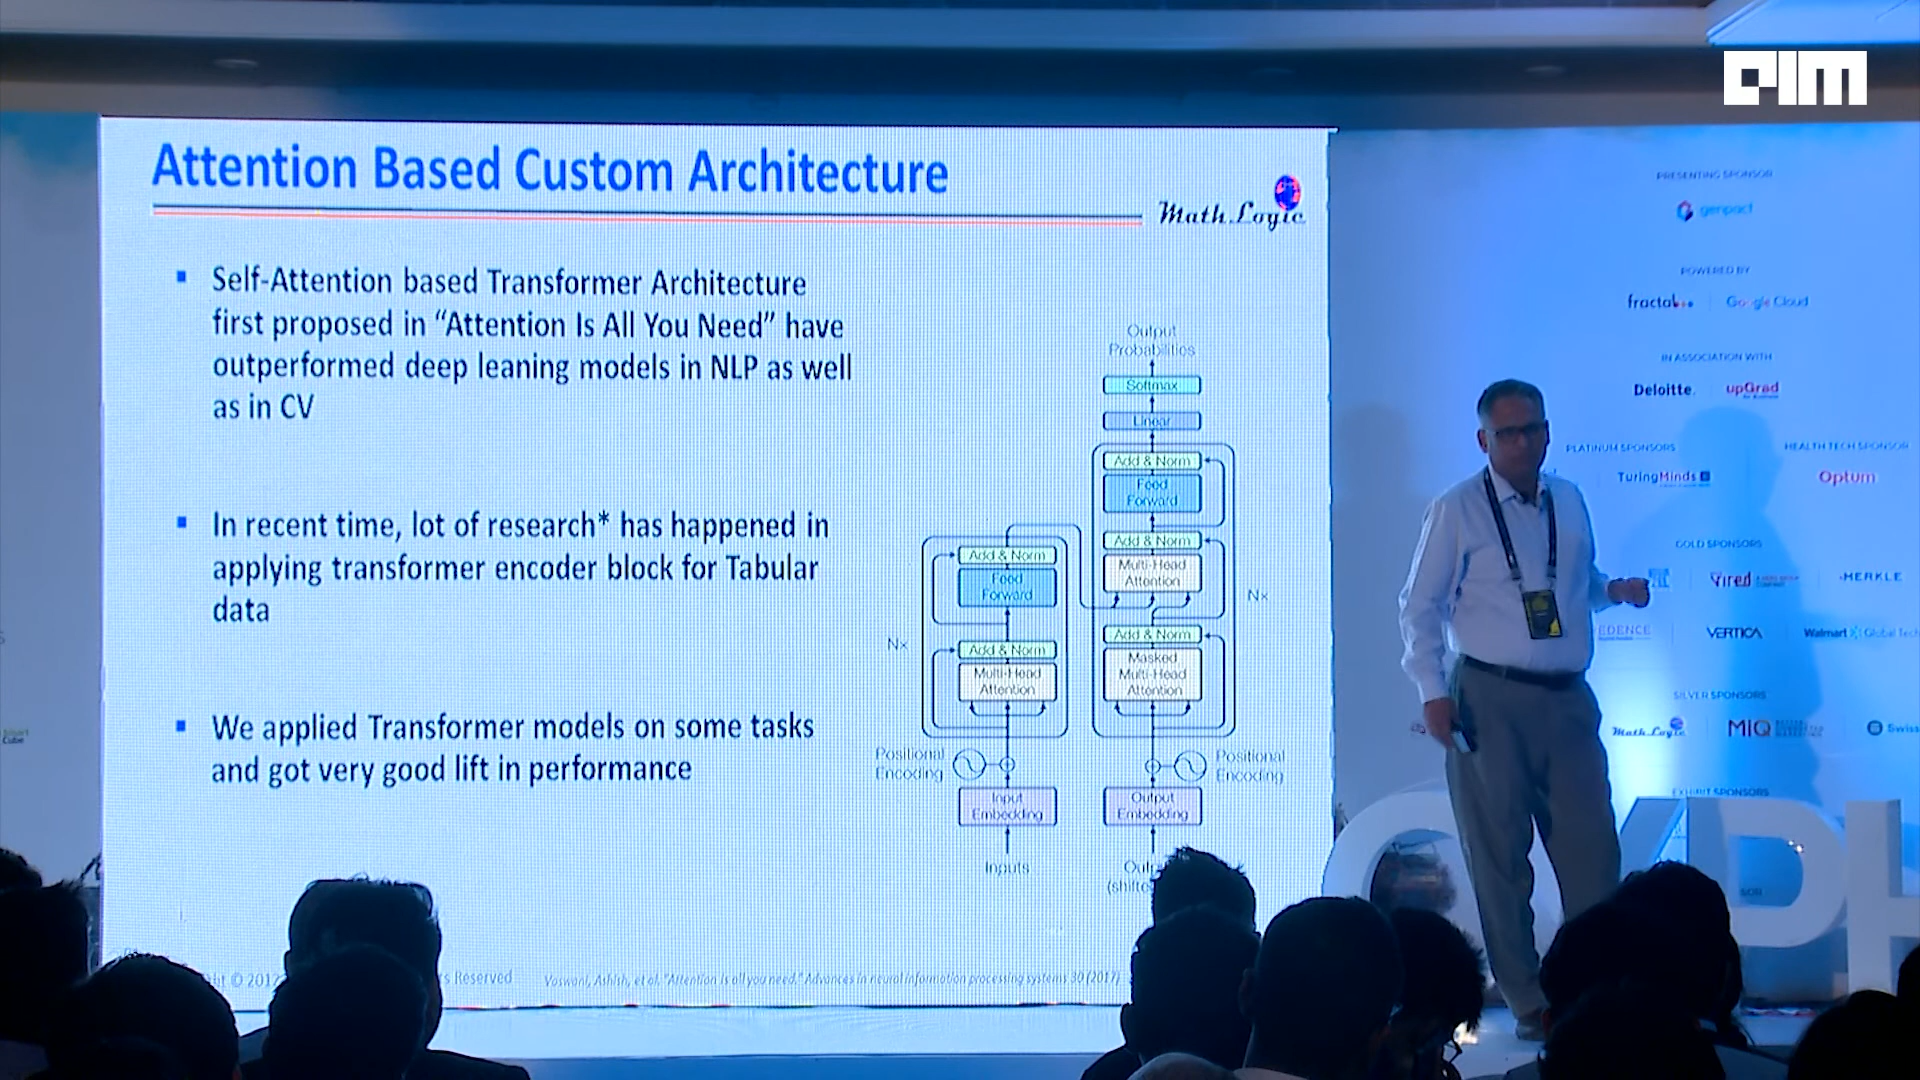 AIM
Attention Based Custom Architecture
Math.Logic
Self-Attention based Transformer Architecture
first proposed in “Attention Is All You Need” have
outperformed deep leaning models in NLP as well
as in CV
In recent time, lot of research* has happened in
applying transformer encoder block for Tabular
data
We applied Transformer models on some tasks
and got very good lift in performance
Output
Probabilities
Softmax
Linear
Add & Norm
Feed
Forward
Add & Norm
Multi-Head
Attention
Nx
Add & Norm
Masked
Multi-Head
Attention
Add & Norm
Feed
Forward
Nx
Add & Norm
Multi-Head
Attention
Positional
Encoding
Positional
Encoding
Input
Embedding
Output
Embedding
Inputs
(shifte
© 201
s Reserved
Vaswani, Ashish, et al. "Attention is all you need." Advances in neural information processing systems 30 (2017)
PRESENTING SPONSOR
genpact
POWERED BY
fractal
Google Cloud
IN ASSOCIATION WITH
Deloitte.
upGrad
PLATINUM SPONSORS
HEALTH TECH SPONSOR
TuringMinds
Optum
GOLD SPONSORS
Vired
MERKLE
EDENCE
VERTICA
Walmart Global Tech
SILVER SPONSORS
Math.Logic
MIQ
Swiss
EXHIBIT SPONSORS
CYPH